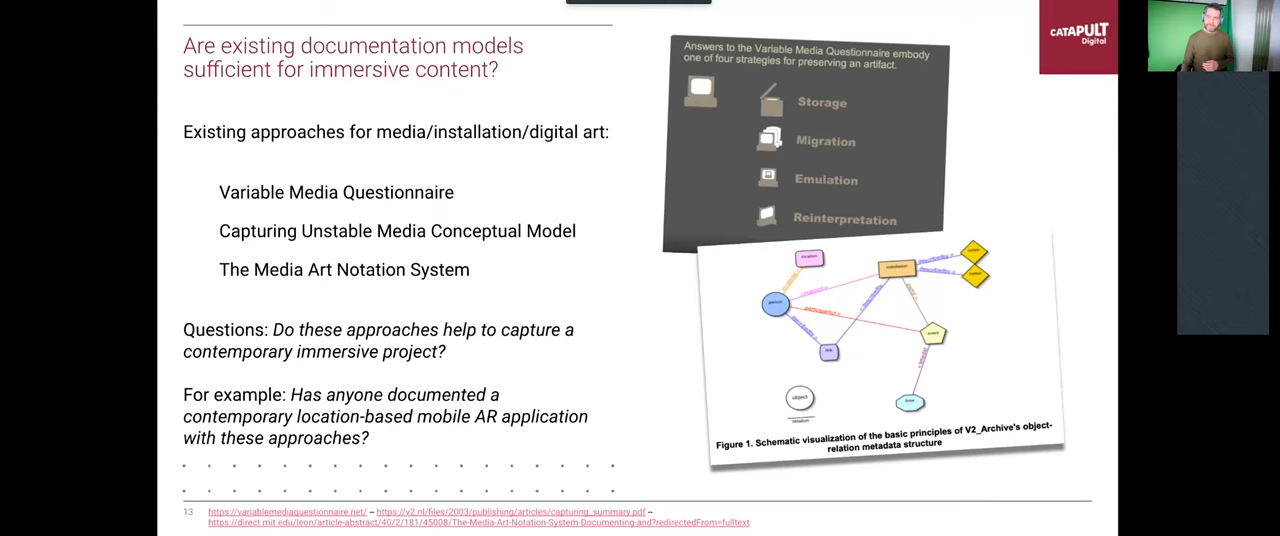 Are existing documentation models
sufficient for immersive content?
Existing approaches for media/installation/digital art:
Variable Media Questionnaire
Capturing Unstable Media Conceptual Model
The Media Art Notation System
Questions: Do these approaches help to capture a
contemporary immersive project?
For example: Has anyone documented a
contemporary location-based mobile AR application
with these approaches?
Answers to the Variable Media Questionnaire embody
one of four strategies for preserving an artifact.
Storage
Migration
Emulation
Reinterpretation
object
Figure 1. Schematic visualization of the basic principles of V2_Archive's object-
relation metadata structure
CATAPULT
Digital
13
https://variablemediaquestionnaire.net/ – https://v2.nl/files/2003/publishing/articles/capturing_summary.pdf –
https://direct.mit.edu/leon/article-abstract/40/2/181/45008/The-Media-Art-Notation-System-Documenting-and?redirectedFrom=fulltext